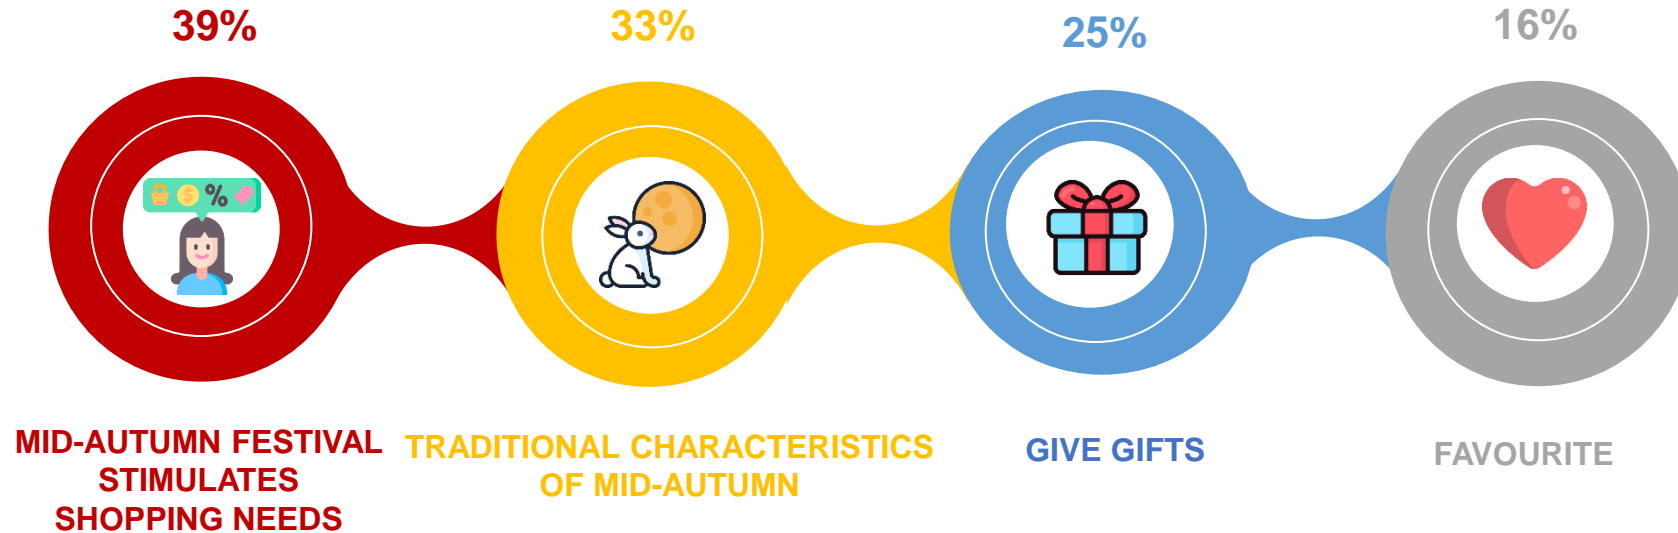 39%
33%
25%
16%
%
MID-AUTUMN FESTIVAL
STIMULATES
SHOPPING NEEDS
TRADITIONAL CHARACTERISTICS
OF MID-AUTUMN
GIVE GIFTS
FAVOURITE